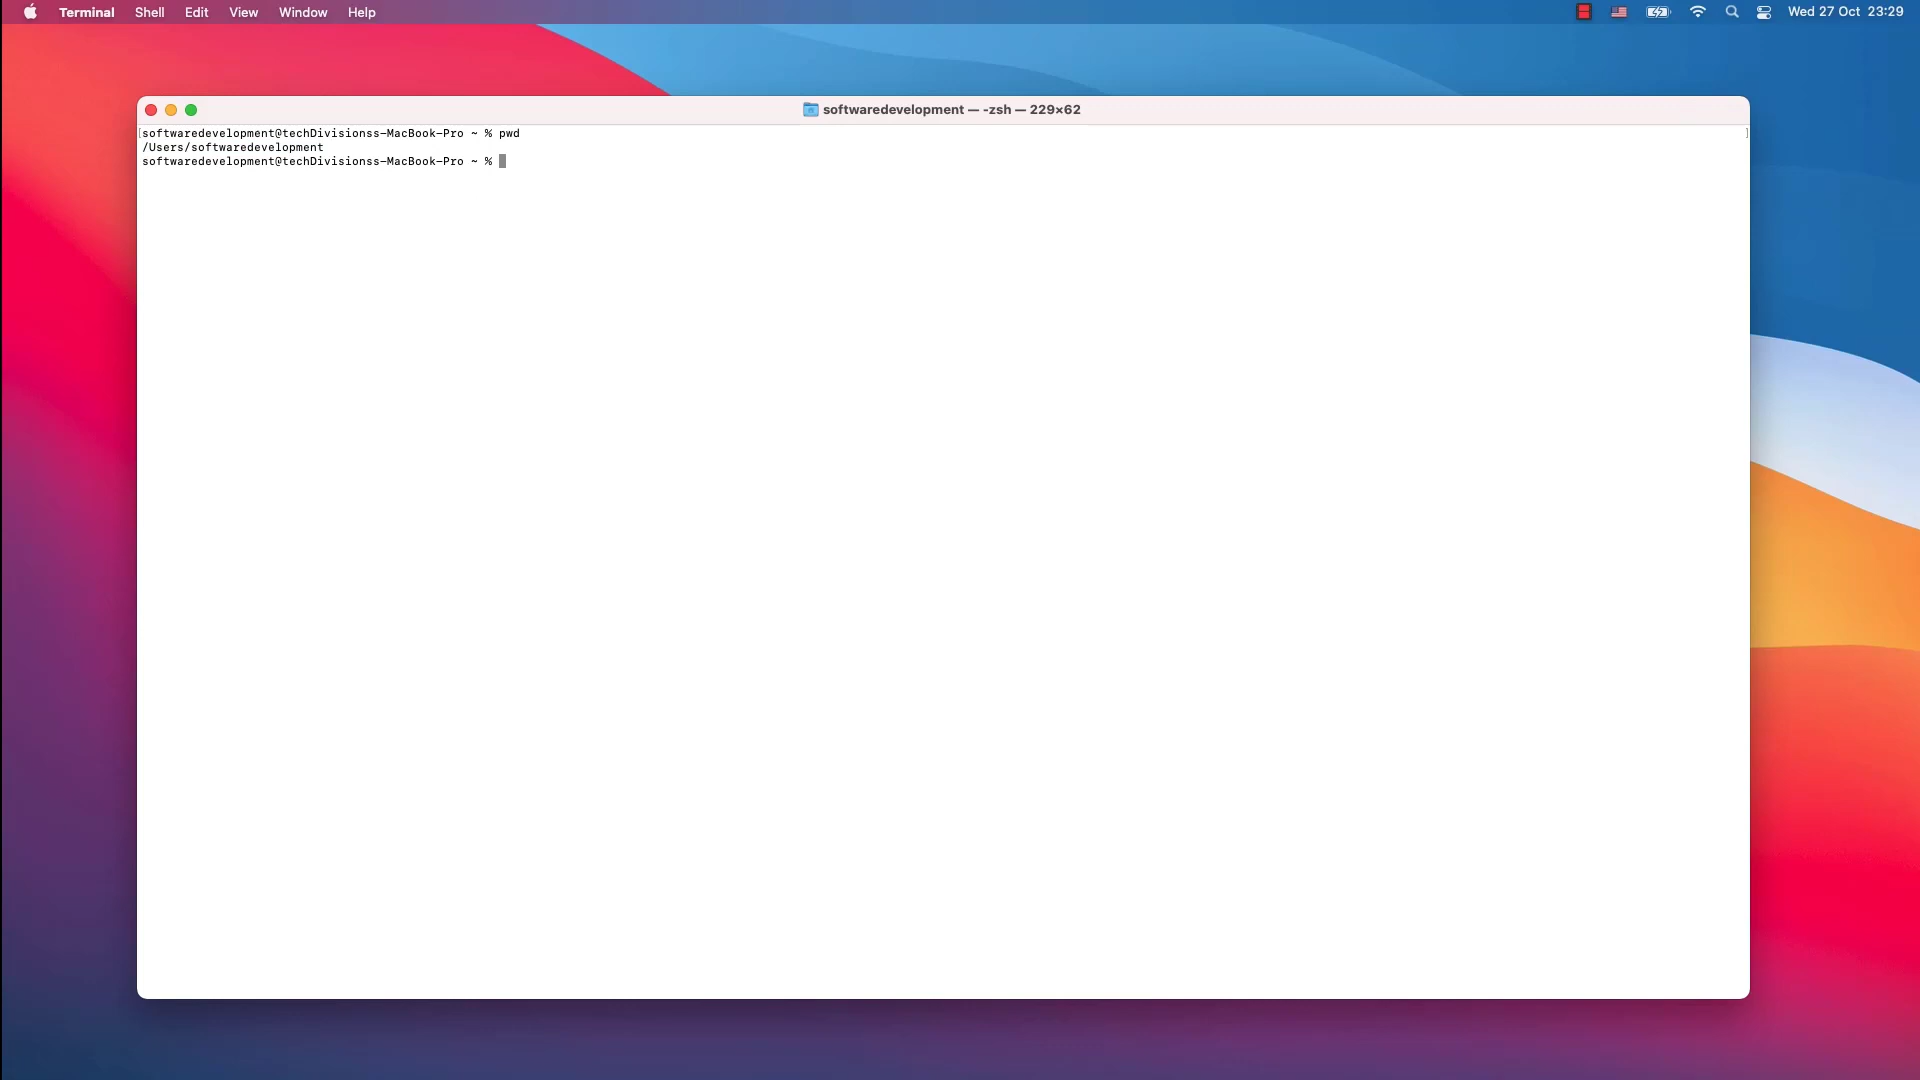 Terminal Shell Edit View Window Help Wed 27 Oct 23:29
softwaredevelopment — -zsh — 229×62
[softwaredevelopment@techDivisionss-MacBook-Pro ~ % pwd ]
/Users/softwaredevelopment
softwaredevelopment@techDivisionss-MacBook-Pro ~ %